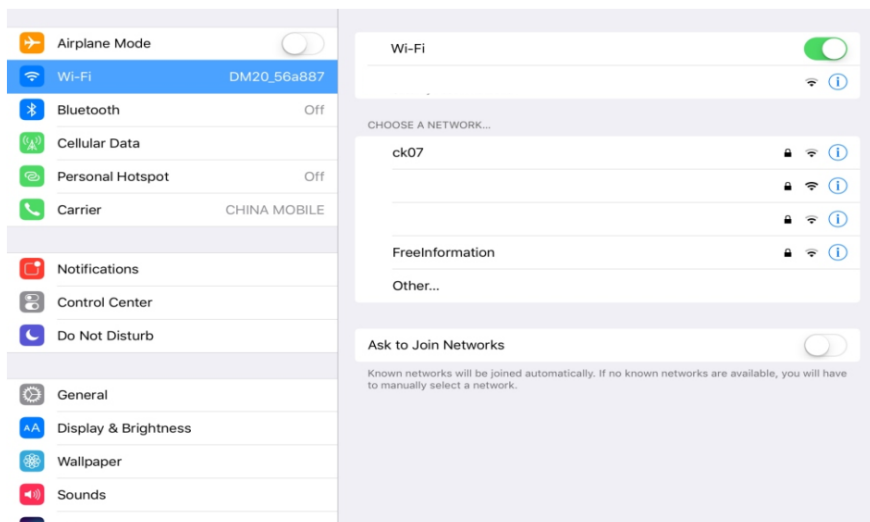 Airplane Mode
Wi-Fi DM20_56a887
Bluetooth Off
Cellular Data
Personal Hotspot Off
Carrier CHINA MOBILE
Notifications
Control Center
Do Not Disturb
General
Display & Brightness
Wallpaper
Sounds
Wi-Fi
CHOOSE A NETWORK...
ck07
FreeInformation
Other...
Ask to Join Networks
Known networks will be joined automatically. If no known networks are available, you will have
to manually select a network.